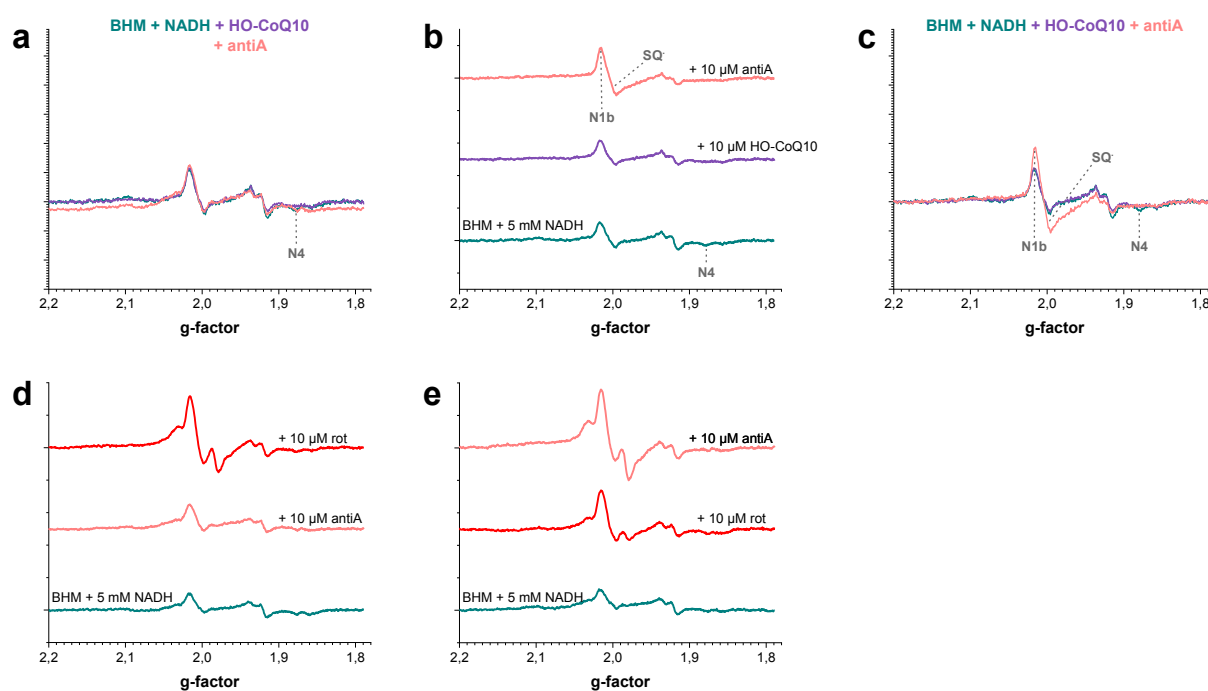 a
BHM + NADH + HO-CoQ10
+ antiA
N4
2,2 2,1 2,0 1,9 1,8
g-factor
b
SQ·
+ 10 µM antiA
N1b
+ 10 µM HO-CoQ10
BHM + 5 mM NADH
N4
2,2 2,1 2,0 1,9 1,8
g-factor
c
BHM + NADH + HO-CoQ10 + antiA
SQ·
N1b
N4
2,2 2,1 2,0 1,9 1,8
g-factor
d
+ 10 µM rot
+ 10 µM antiA
BHM + 5 mM NADH
2,2 2,1 2,0 1,9 1,8
g-factor
e
+ 10 µM antiA
+ 10 µM rot
BHM + 5 mM NADH
2,2 2,1 2,0 1,9 1,8
g-factor